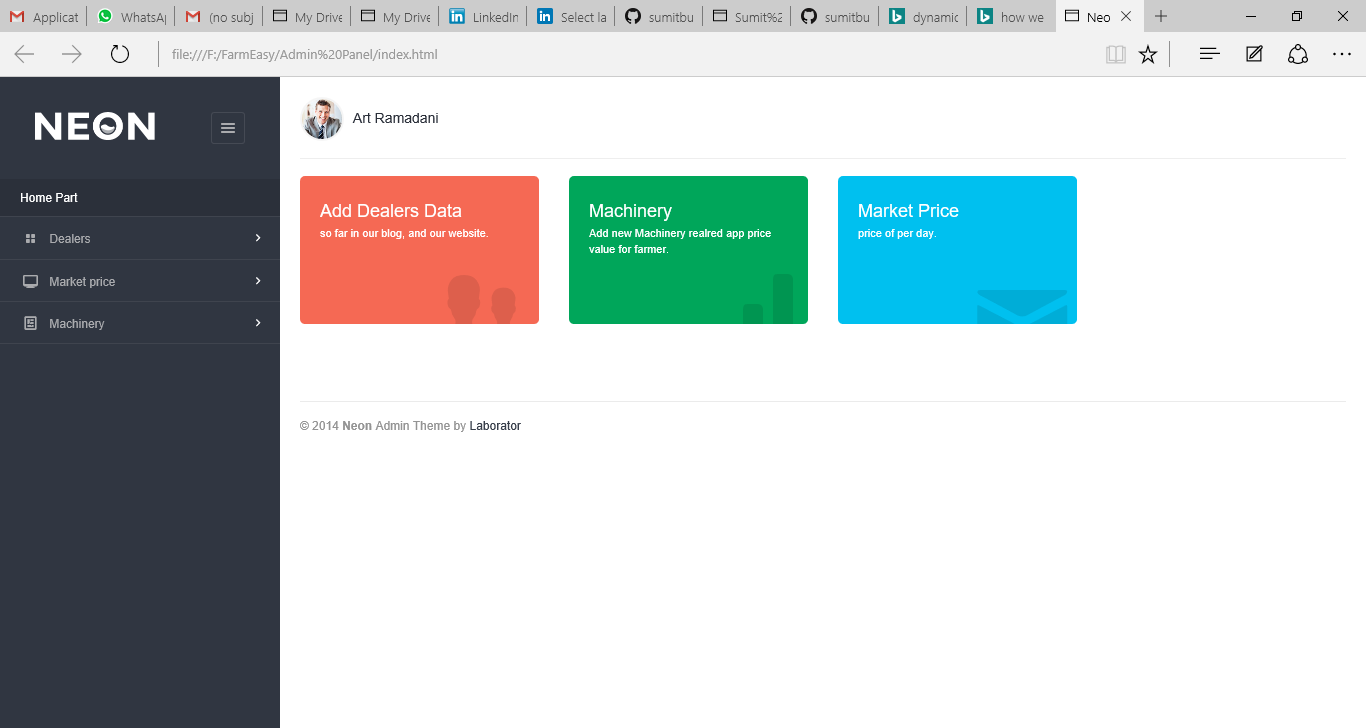 Applicat WhatsAp (no subj My Drive My Drive LinkedIn Select la sumitbu Sumit%2 sumitbu dynamic how we Neo
file:///F:/FarmEasy/Admin%20Panel/index.html
NEON
Art Ramadani
Home Part
Dealers
Market price
Machinery
Add Dealers Data
so far in our blog, and our website.
Machinery
Add new Machinery realred app price
value for farmer.
Market Price
price of per day.
© 2014 Neon Admin Theme by Laborator